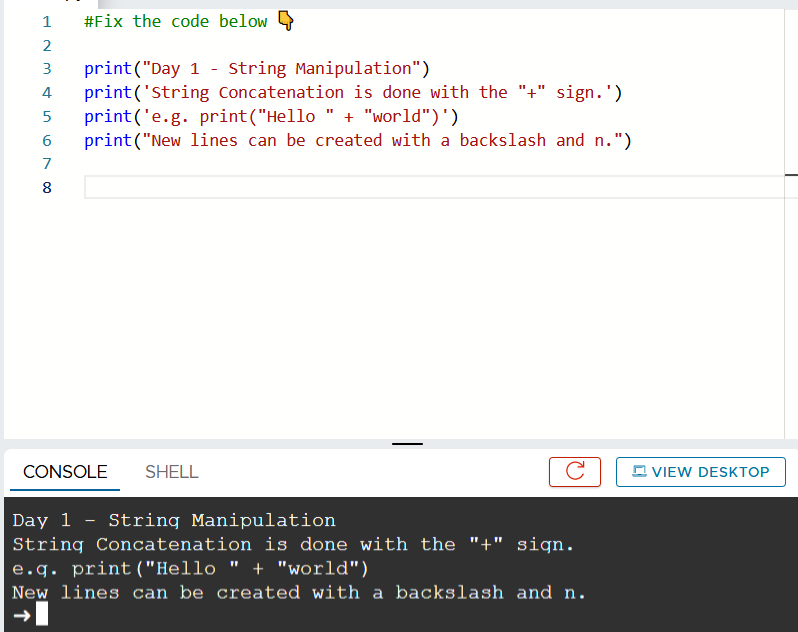 1 #Fix the code below 👇
2
3 print("Day 1 - String Manipulation")
4 print('String Concatenation is done with the "+" sign.')
5 print('e.g. print("Hello " + "world")')
6 print("New lines can be created with a backslash and n.")
7
8
CONSOLE SHELL VIEW DESKTOP
Day 1 - String Manipulation
String Concatenation is done with the "+" sign.
e.g. print("Hello " + "world")
New lines can be created with a backslash and n.
➜